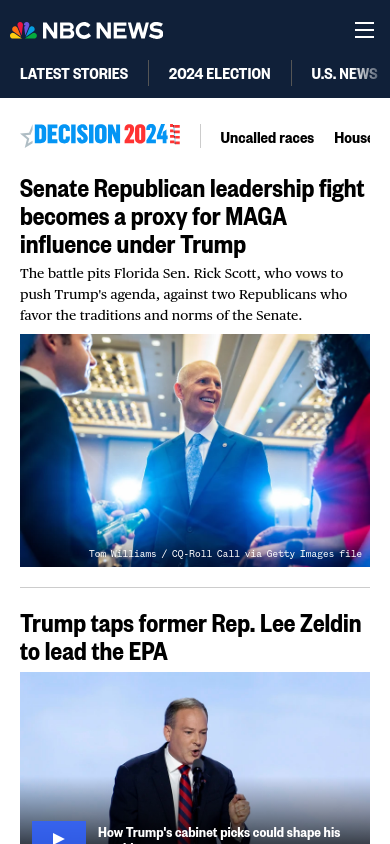 NBC NEWS
LATEST STORIES
2024 ELECTION
U.S. NEWS
DECISION 2024
Uncalled races
House
Senate Republican leadership fight
becomes a proxy for MAGA
influence under Trump
The battle pits Florida Sen. Rick Scott, who vows to
push Trump's agenda, against two Republicans who
favor the traditions and norms of the Senate.
Tom Williams / CQ-Roll Call via Getty Images file
Trump taps former Rep. Lee Zeldin
to lead the EPA
How Trump's cabinet picks could shape his